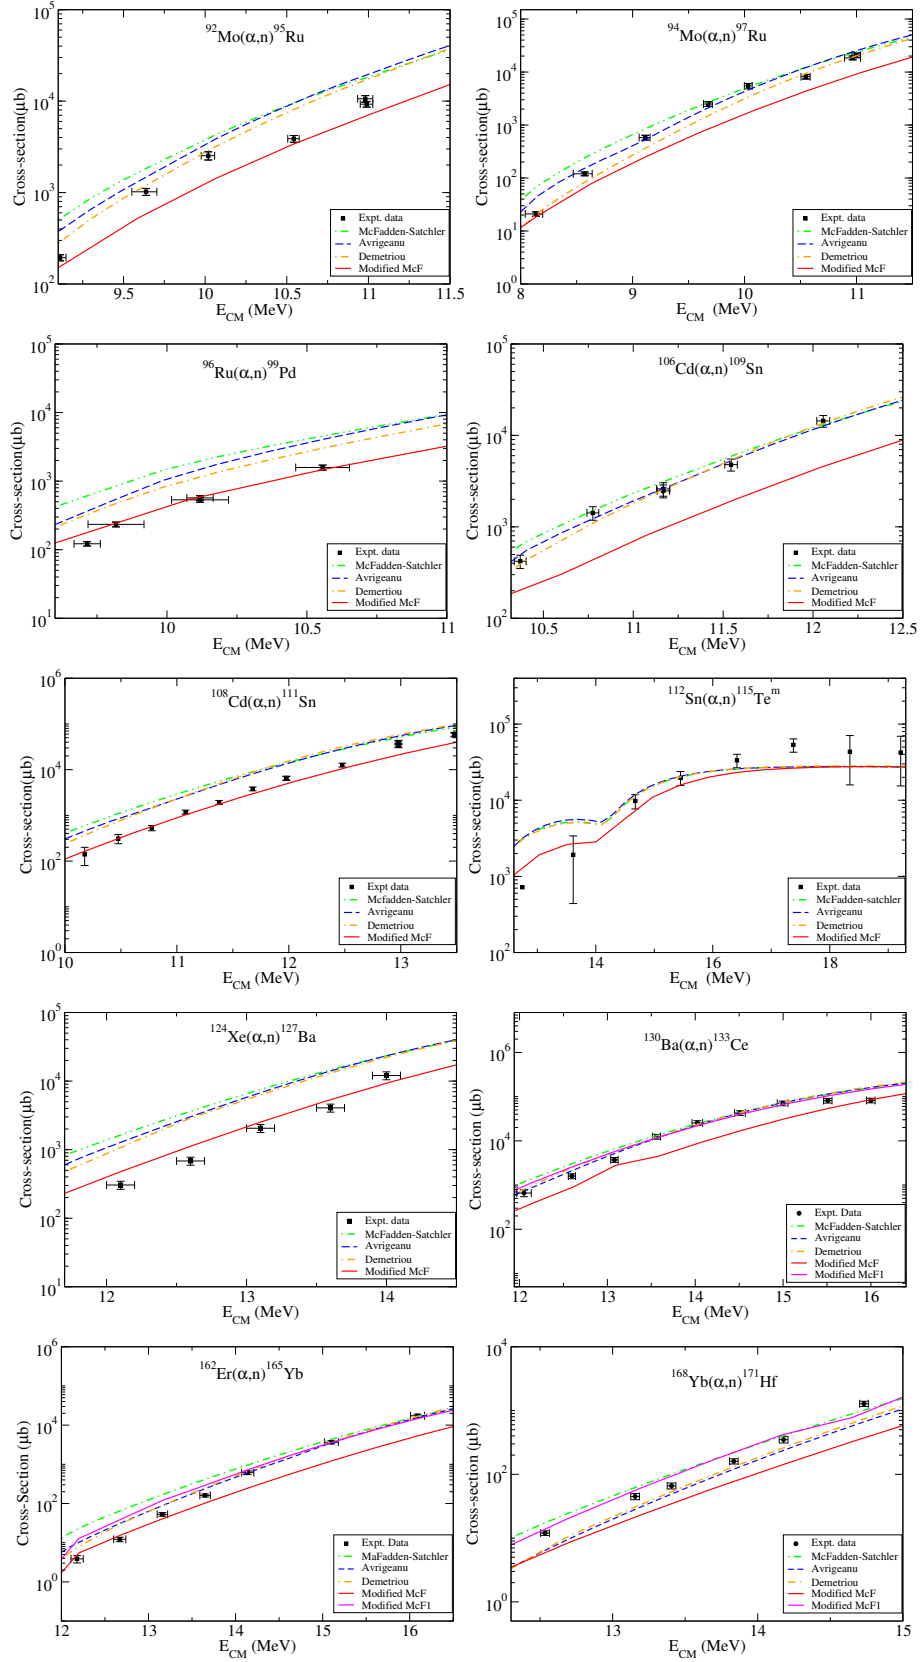 92Mo(α,n)95Ru
Cross-section(μb)
10^5
10^4
10^3
10^2
9.5 10 10.5 11 11.5
E_CM (MeV)
Expt. data
McFadden-Satchler
Avrigeanu
Demetriou
Modified McF
94Mo(α,n)97Ru
Cross-section(μb)
10^5
10^4
10^3
10^2
10^1
10^0
8 9 10 11
E_CM (MeV)
Expt. data
McFadden-Satchler
Avrigeanu
Demetriou
Modified McF
96Ru(α,n)99Pd
Cross-section(μb)
10^5
10^4
10^3
10^2
10^1
10 10.5 11
E_CM (MeV)
Expt. data
McFadden-Satchler
Avrigeanu
Demertiou
Modified McF
106Cd(α,n)109Sn
Cross-section(μb)
10^5
10^4
10^3
10^2
10.5 11 11.5 12 12.5
E_CM (MeV)
Expt. data
McFadden-Satchler
Avrigeanu
Demetriou
Modified McF
108Cd(α,n)111Sn
Cross-section(μb)
10^6
10^4
10^2
10^0
10 11 12 13
E_CM (MeV)
Expt data
Mcfadden-Satchler
Avrigeanu
Demetriou
Modified McF
112Sn(α,n)115Te^m
Cross-section(μb)
10^5
10^4
10^3
10^2
14 16 18
E_CM (MeV)
Expt. data
McFadden-satchler
Avrigeanu
Demetriou
Modified McF
124Xe(α,n)127Ba
Cross-section(μb)
10^5
10^4
10^3
10^2
10^1
12 13 14
E_CM (MeV)
Expt. data
McFadden-Satchler
Avrigeanu
Demetriou
Modified McF
130Ba(α,n)133Ce
Cross-section (μb)
10^6
10^4
10^2
12 13 14 15 16
E_CM (MeV)
Expt. Data
McFadden-Satchler
Avrigeanu
Demetriou
Modified McF
Modified McF1
162Er(α,n)165Yb
Cross-Section (μb)
10^6
10^4
10^2
10^0
12 13 14 15 16
E_CM (MeV)
Expt. Data
MaFadden-Satchler
Avrigeanu
Demetriou
Modified McF
Modified McF1
168Yb(α,n)171Hf
Cross-section (μb)
10^4
10^2
10^0
13 14 15
E_CM (MeV)
Expt. data
McFadden-Satchler
Avrigeanu
Demetriou
Modified McF
Modified McF1